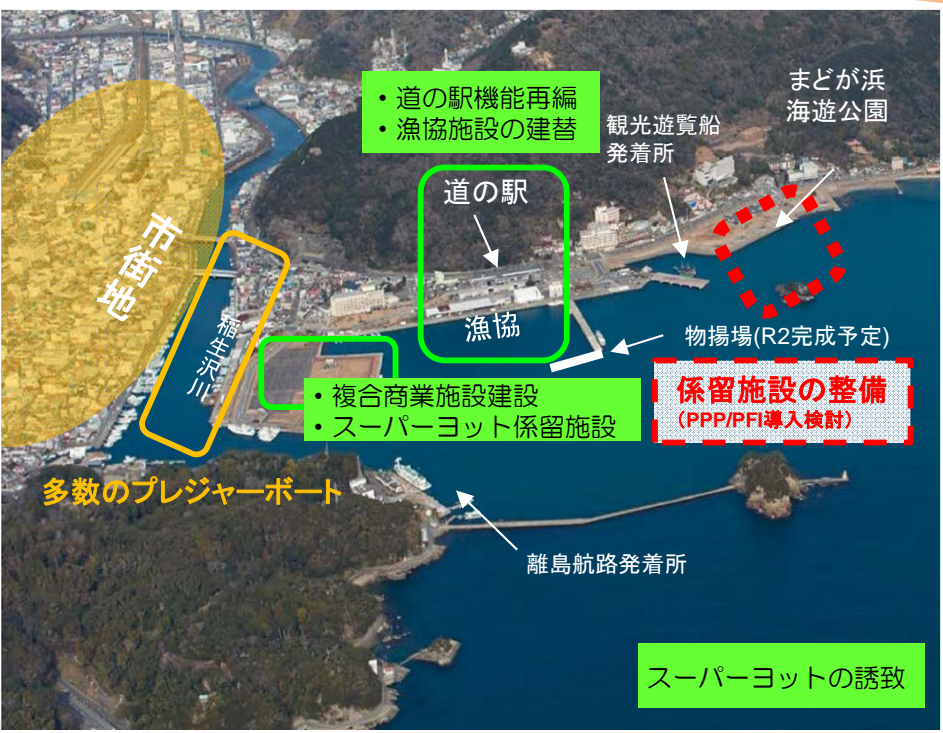 ・道の駅機能再編
・漁協施設の建替
観光遊覧船
発着所
まどが浜
海遊公園
道の駅
市街地
稲生沢川
漁協
物揚場(R2完成予定)
係留施設の整備
(PPP/PFI導入検討)
・複合商業施設建設
・スーパーヨット係留施設
多数のプレジャーボート
離島航路発着所
スーパーヨットの誘致